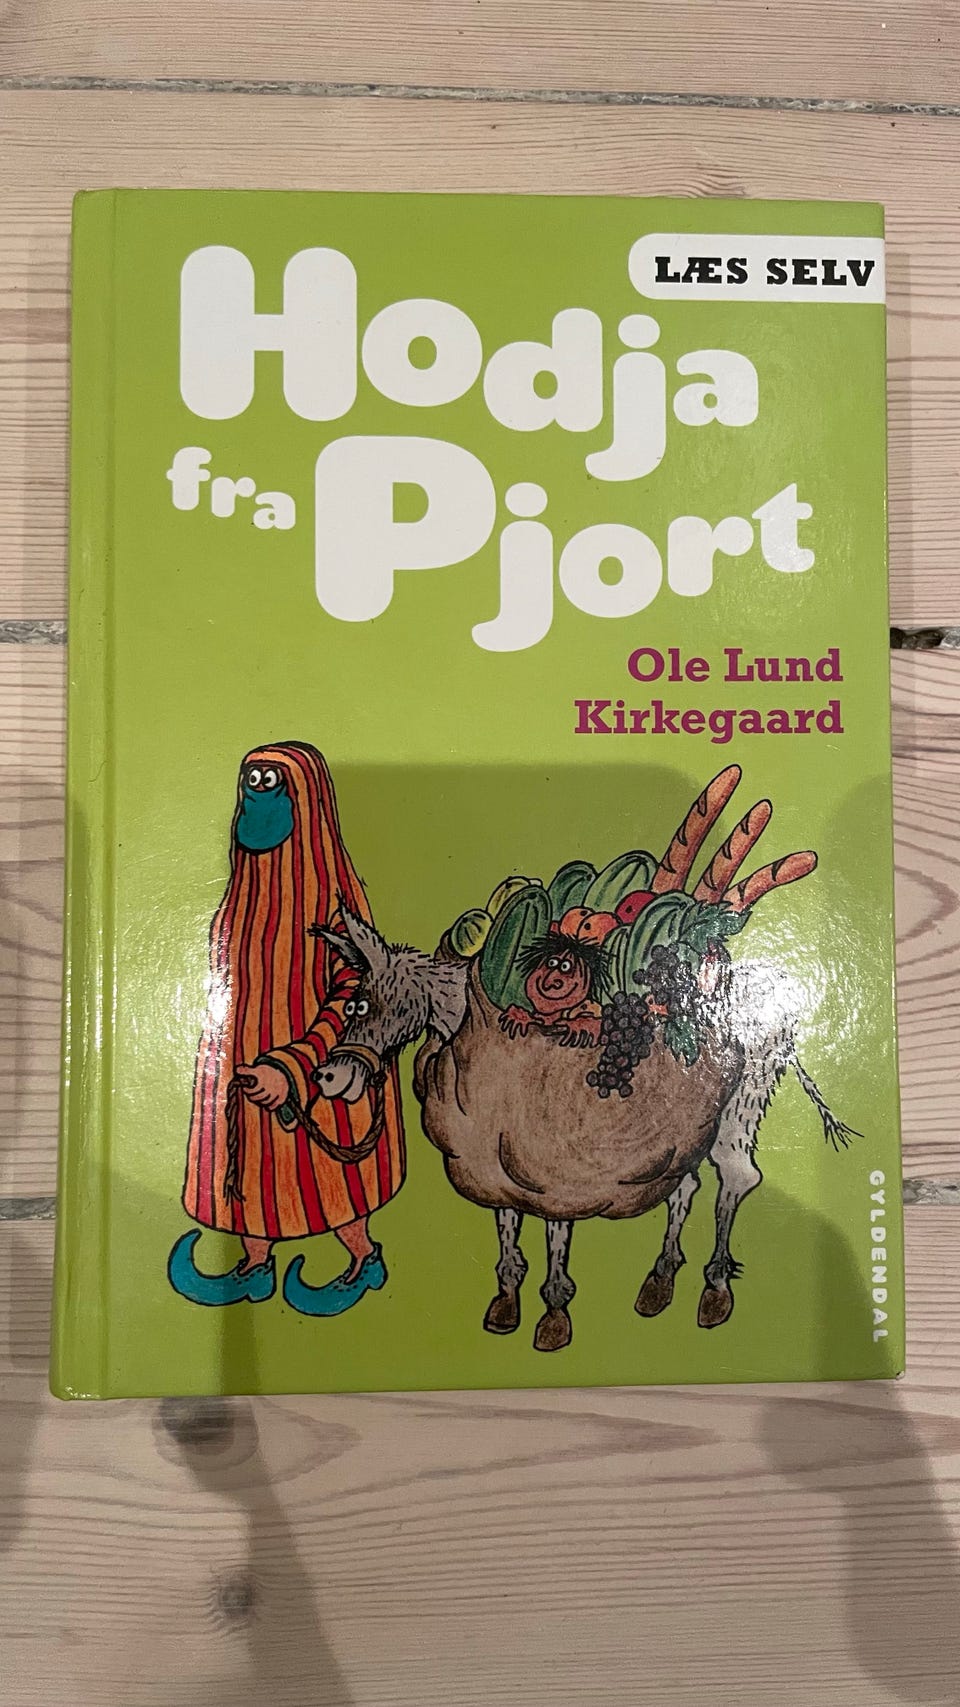 LÆS SELV
Hodja
fra Pjort
Ole Lund
Kirkegaard
GYLDENDAL